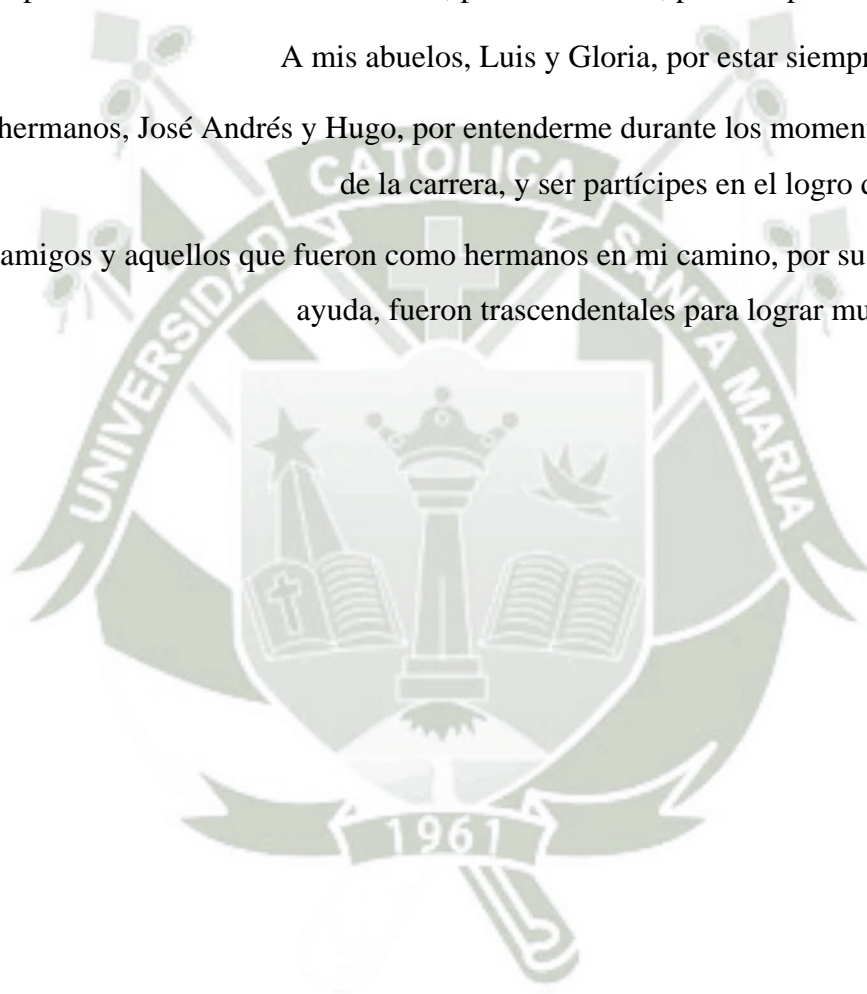 A mis abuelos, Luis y Gloria, por estar siempr
hermanos, José Andrés y Hugo, por entenderme durante los moment
de la carrera, y ser partícipes en el logro
amigos y aquellos que fueron como hermanos en mi camino, por su
ayuda, fueron trascendentales para lograr mu
UNIVERSIDAD CATOLICA SANTA MARIA
1961